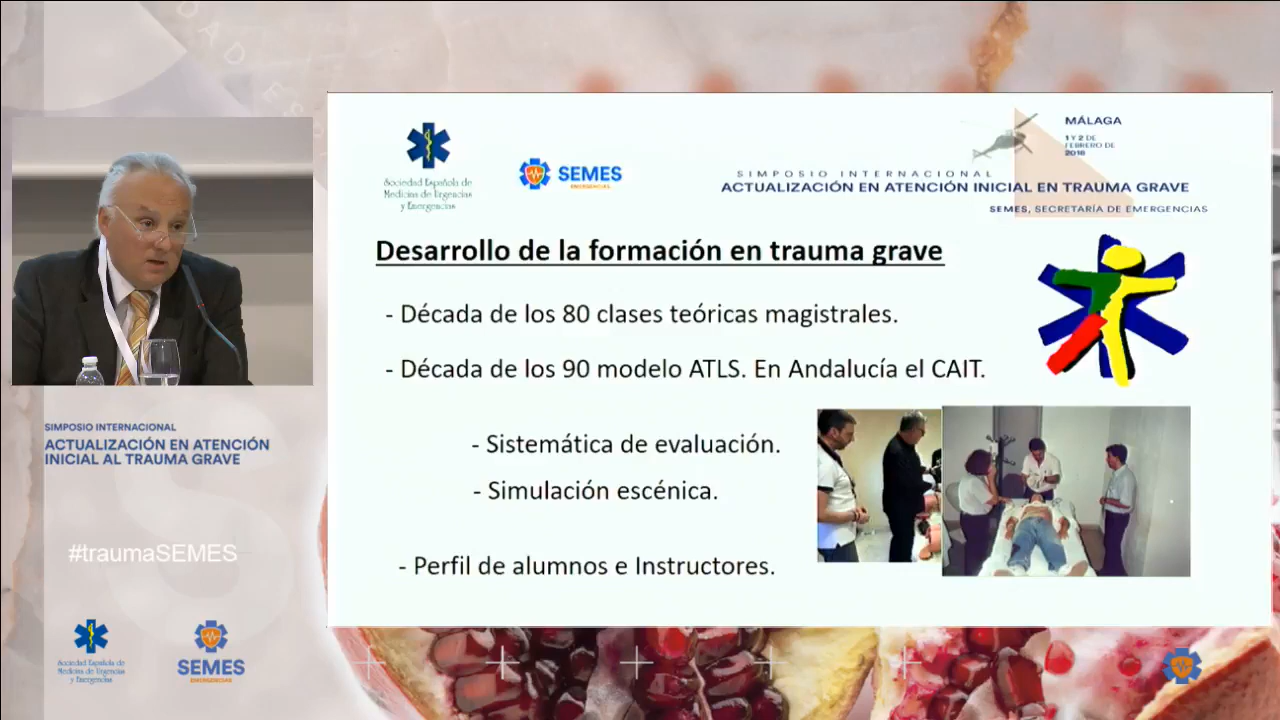 SIMPOSIO INTERNACIONAL
ACTUALIZACIÓN EN ATENCIÓN
INICIAL AL TRAUMA GRAVE
#traumaSEMES
Sociedad Española de
Medicina de Urgencias
y Emergencias
SEMES
EMERGENCIAS
Sociedad Española de
Medicina de Urgencias
y Emergencias
SEMES
EMERGENCIAS
MÁLAGA
1 Y 2 DE
FEBRERO DE
2018
SIMPOSIO INTERNACIONAL
ACTUALIZACIÓN EN ATENCIÓN INICIAL EN TRAUMA GRAVE
SEMES, SECRETARÍA DE EMERGENCIAS
Desarrollo de la formación en trauma grave
- Década de los 80 clases teóricas magistrales.
- Década de los 90 modelo ATLS. En Andalucía el CAIT.
- Sistemática de evaluación.
- Simulación escénica.
- Perfil de alumnos e Instructores.